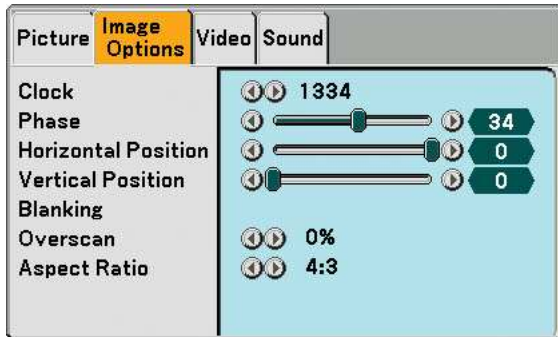 Picture Image Options Video Sound
Clock 1334
Phase 34
Horizontal Position 0
Vertical Position 0
Blanking
Overscan 0%
Aspect Ratio 4:3